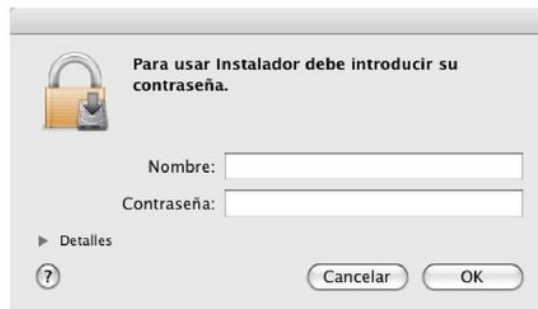 Para usar Instalador debe introducir su
contraseña.
Nombre:
Contraseña:
Detalles
?
Cancelar
OK